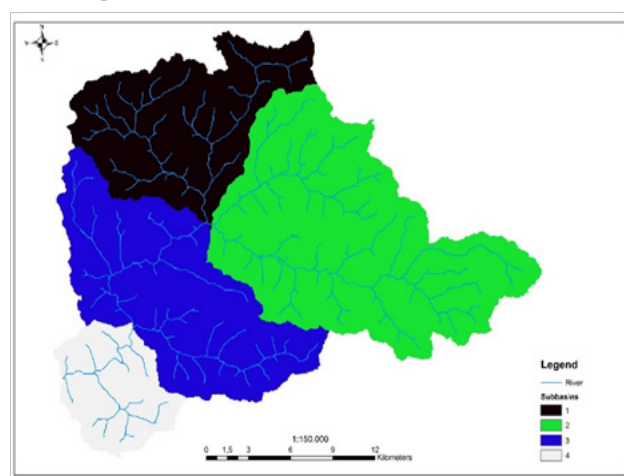 N
W E
S
Legend
River
Subbasins
1
2
3
4
1:150.000
0 1,5 3 6 9 12
Kilometers